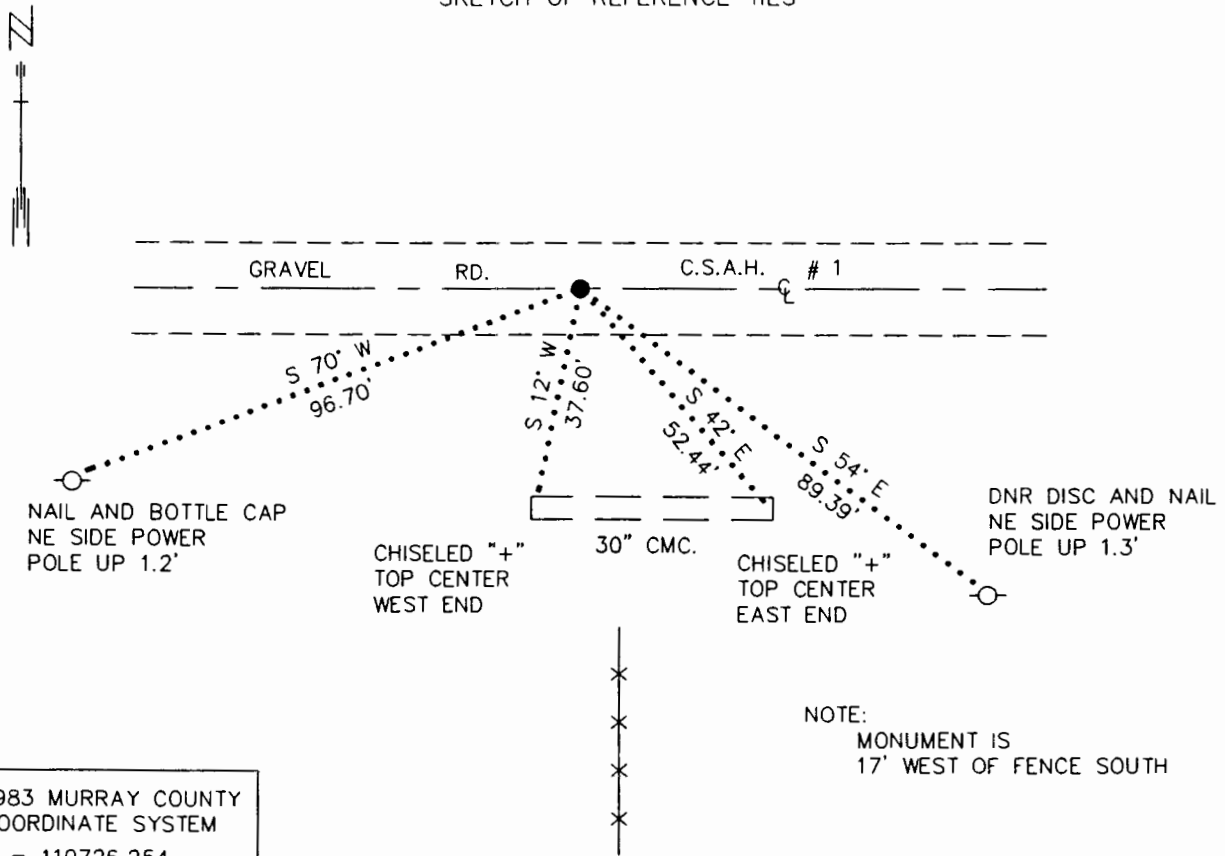 SKETCH OF REFERENCE TIES
N
GRAVEL RD. C.S.A.H. # 1
℄
S 70° W
96.70'
S 12° W
37.60'
S 42° E
52.44'
S 54° E
89.39'
NAIL AND BOTTLE CAP
NE SIDE POWER
POLE UP 1.2'
CHISELED "+"
TOP CENTER
WEST END
30" CMC.
CHISELED "+"
TOP CENTER
EAST END
DNR DISC AND NAIL
NE SIDE POWER
POLE UP 1.3'
NOTE:
MONUMENT IS
17' WEST OF FENCE SOUTH
983 MURRAY COUNTY
OORDINATE SYSTEM
= 110726.254